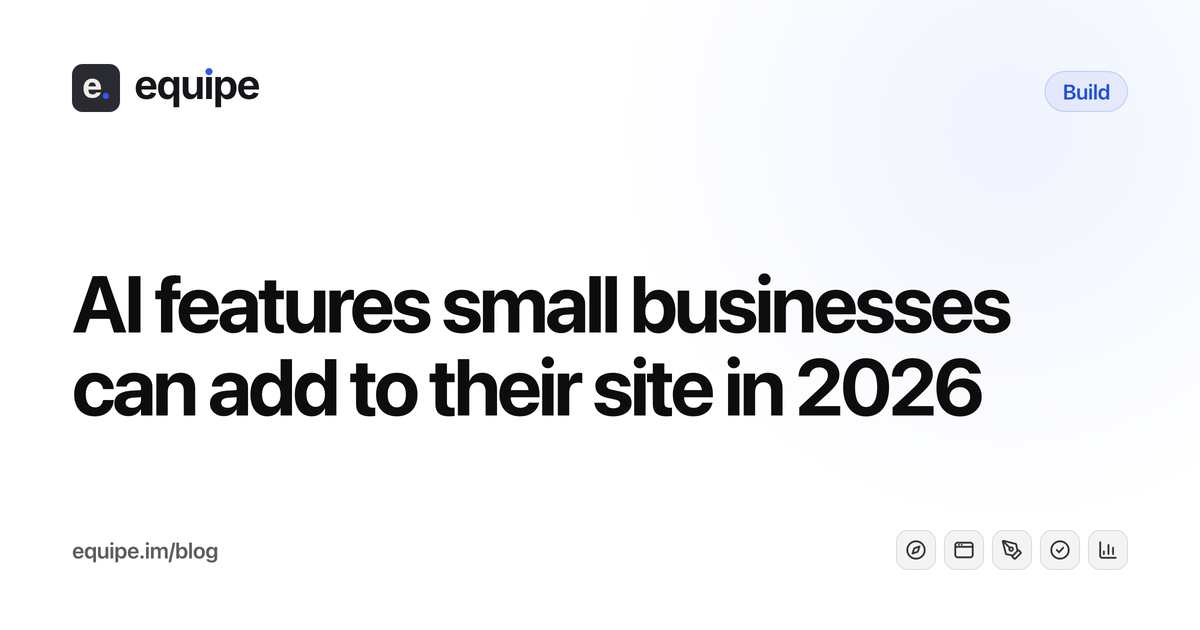 e.
equipe
Build
AI features small businesses
can add to their site in 2026
equipe.im/blog